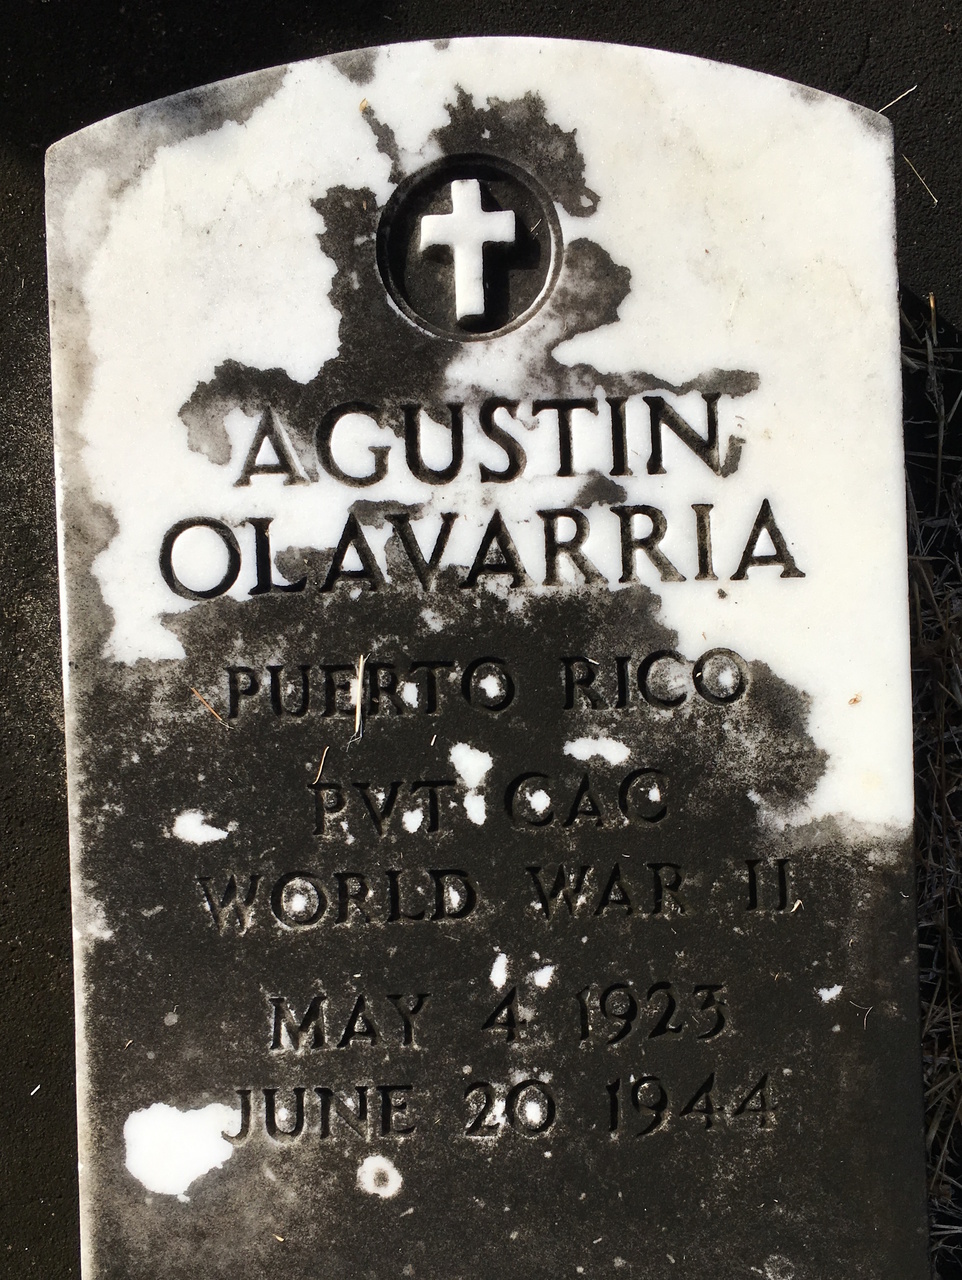 AGUSTIN
OLAVARRIA
PUERTO RICO
PVT CAC
WORLD WAR II
MAY 4 1923
JUNE 20 1944